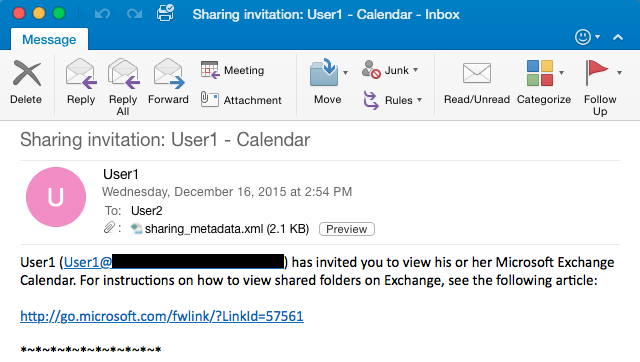 Sharing invitation: User1 - Calendar - Inbox
Message
Delete
Reply
Reply All
Forward
Meeting
Attachment
Move
Junk
Rules
Read/Unread
Categorize
Follow Up
Sharing invitation: User1 - Calendar
U
User1
Wednesday, December 16, 2015 at 2:54 PM
To: User2
sharing_metadata.xml (2.1 KB) Preview
User1 (User1@ ) has invited you to view his or her Microsoft Exchange
Calendar. For instructions on how to view shared folders on Exchange, see the following article:
http://go.microsoft.com/fwlink/?LinkId=57561
*~*~*~*~*~*~*~*~*~*